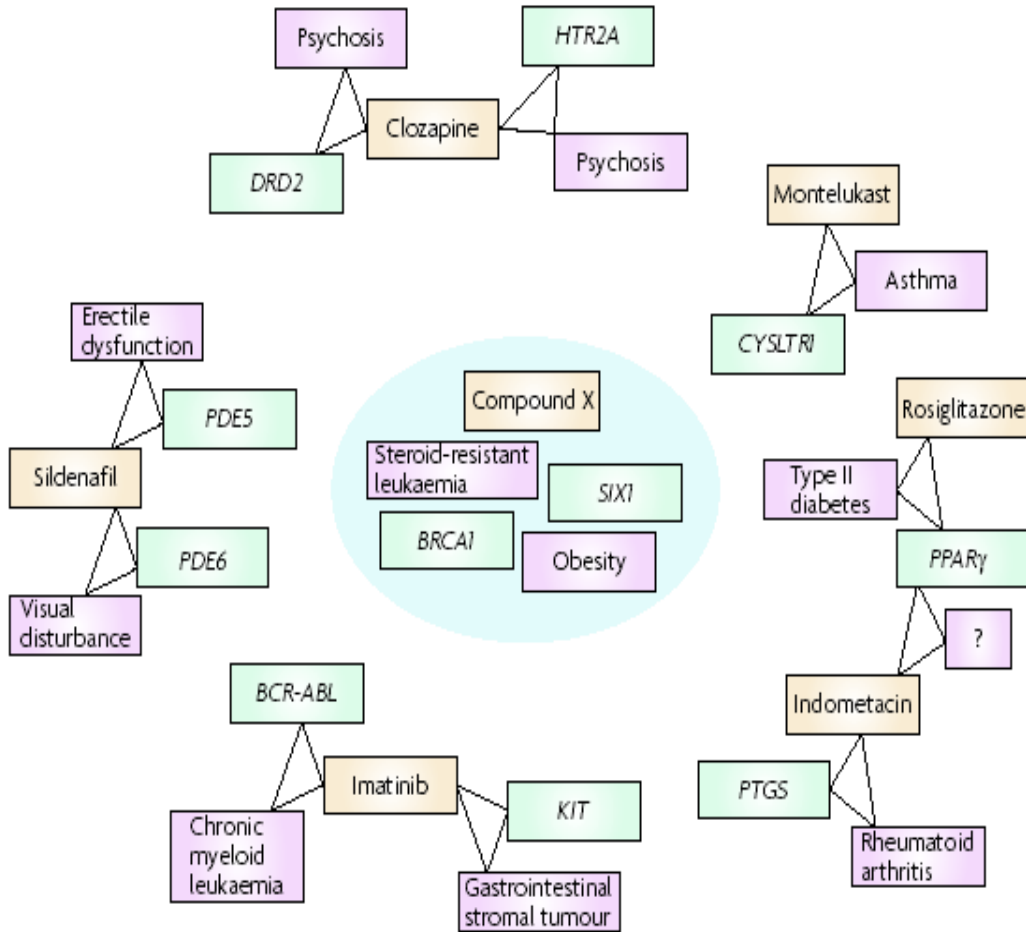 Psychosis
HTR2A
Clozapine
DRD2
Psychosis
Montelukast
Asthma
CYSLTR1
Erectile
dysfunction
PDE5
Sildenafil
PDE6
Visual
disturbance
Compound X
Steroid-resistant
leukaemia
SIX1
BRCA1
Obesity
Rosiglitazone
Type II
diabetes
PPARγ
?
Indometacin
PTGS
Rheumatoid
arthritis
BCR-ABL
Imatinib
Chronic
myeloid
leukaemia
KIT
Gastrointestinal
stromal tumour